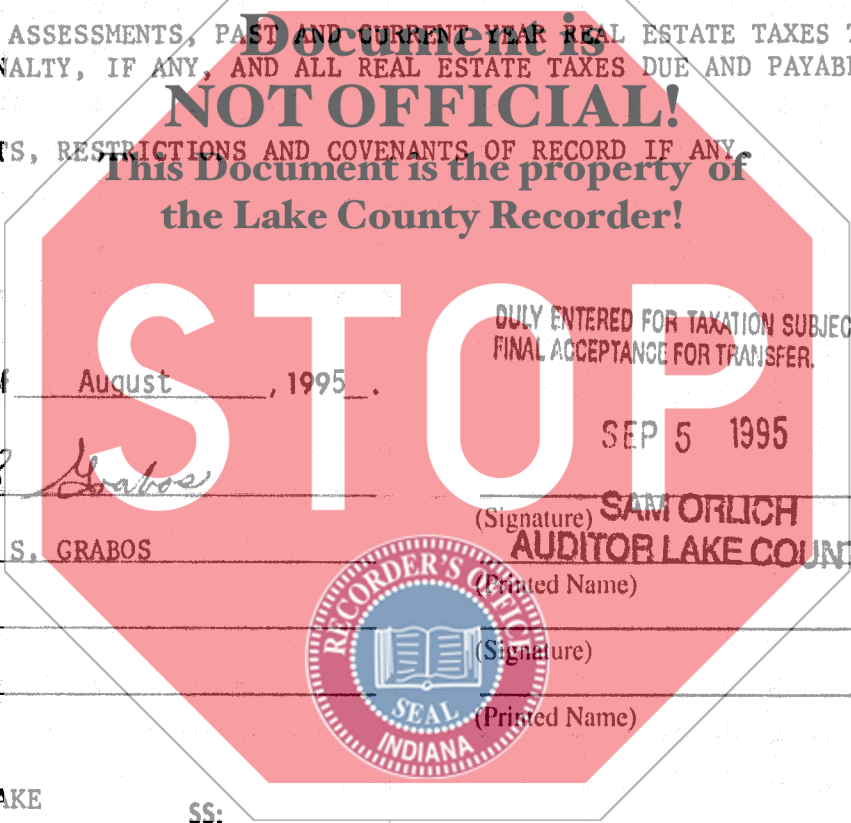 ASSESSMENTS, PAST AND CURRENT YEAR REAL ESTATE TAXES
Document is
NALTY, IF ANY, AND ALL REAL ESTATE TAXES DUE AND PAYABL
NOT OFFICIAL!
TS, RESTRICTIONS AND COVENANTS OF RECORD IF ANY.
This Document is the property of
the Lake County Recorder!
STOP
DULY ENTERED FOR TAXATION SUBJEC
FINAL ACCEPTANCE FOR TRANSFER.
August, 1995.
SEP 5 1995
Grabos
(Signature) SAM ORLICH
S. GRABOS
AUDITOR LAKE COUNT
(Printed Name)
(Signature)
(Printed Name)
RECORDER'S OFFICE
SEAL
INDIANA
AKE
SS: